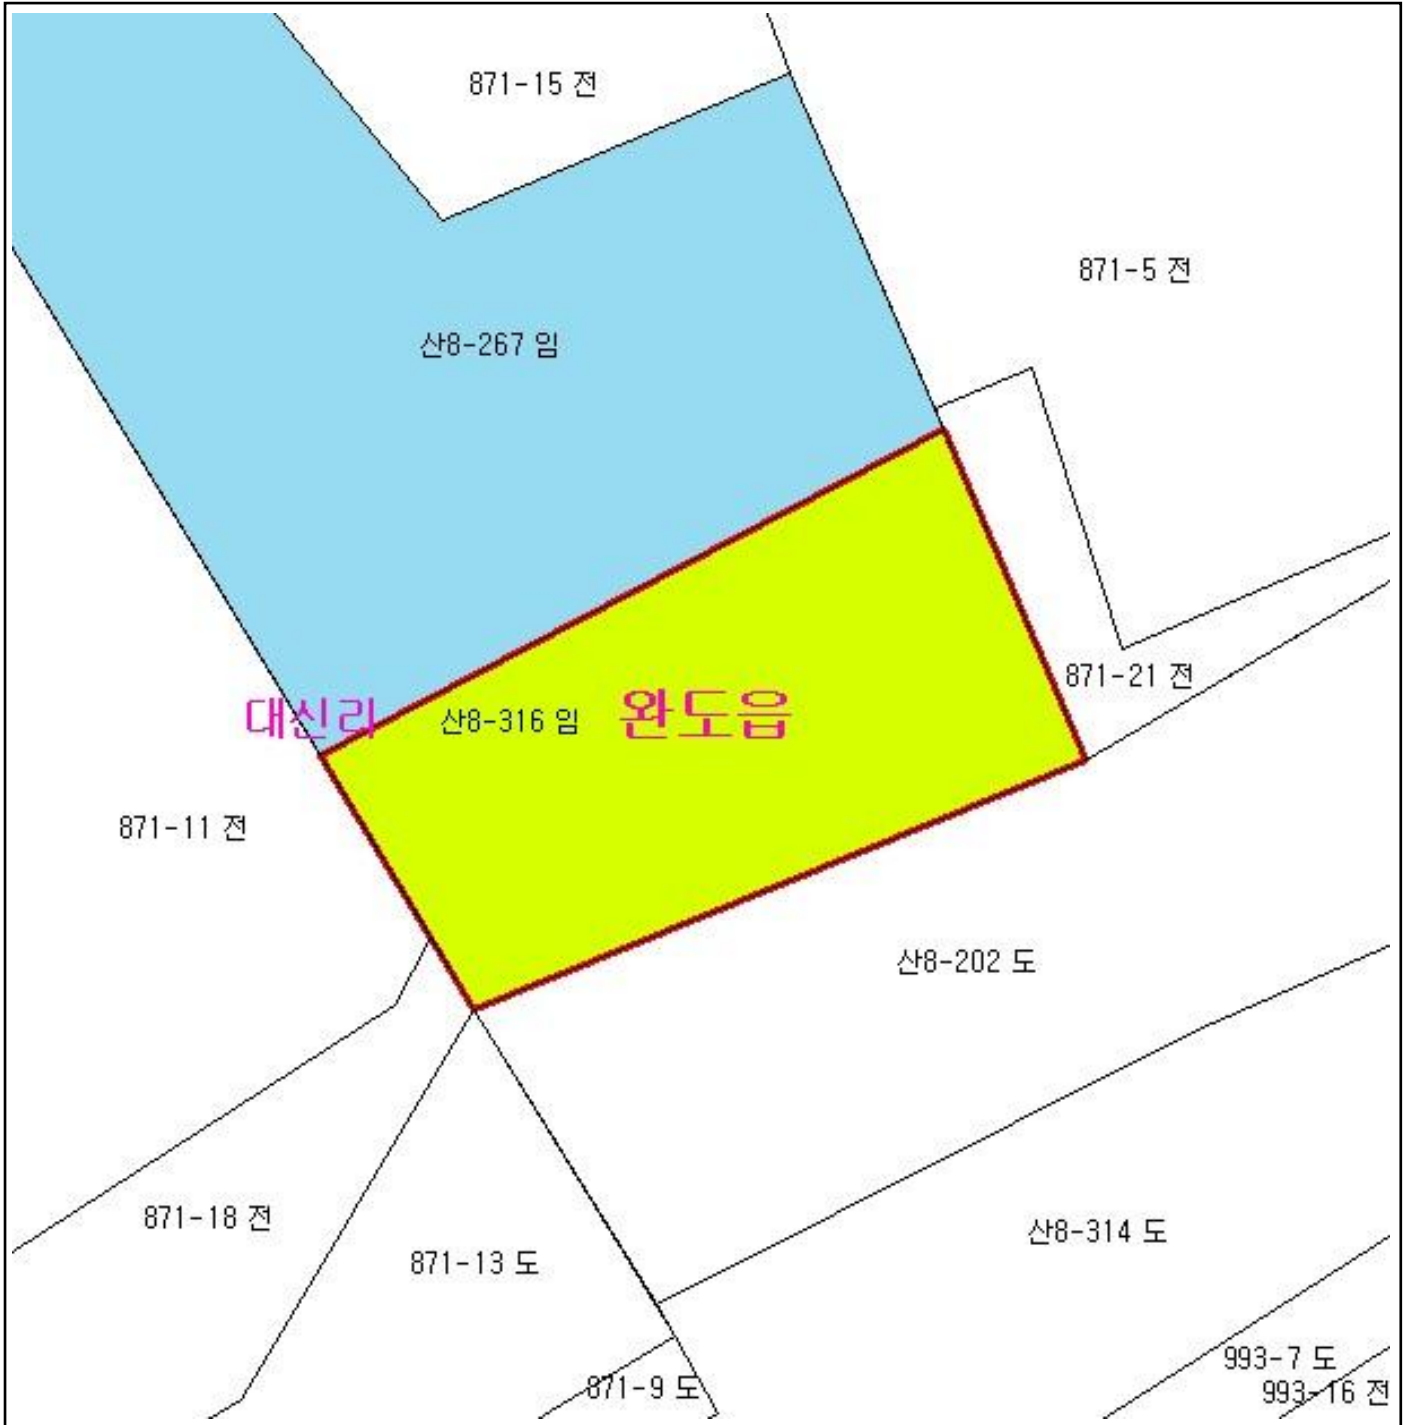 871-15 전
871-5 전
산8-267 임
871-21 전
대신리
산8-316 임
완도읍
871-11 전
산8-202 도
871-18 전
산8-314 도
871-13 도
993-7 도
871-9 도
993-16 전